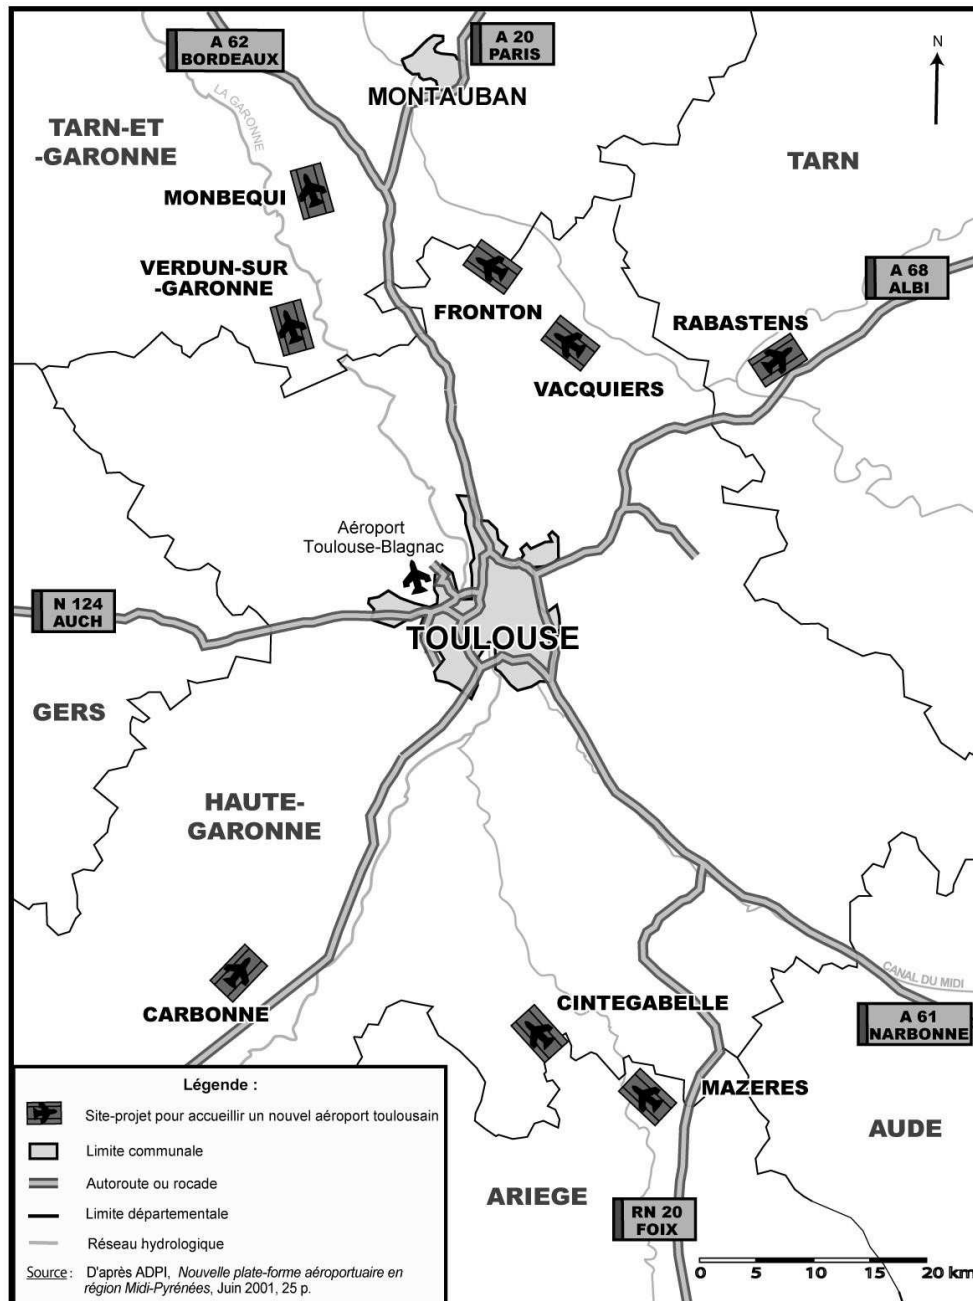 A 62
BORDEAUX
A 20
PARIS
N
MONTAUBAN
LA GARONNE
TARN-ET
-GARONNE
TARN
MONBEQUI
VERDUN-SUR
-GARONNE
A 68
ALBI
FRONTON
RABASTENS
VACQUIERS
Aéroport
Toulouse-Blagnac
N 124
AUCH
TOULOUSE
GERS
HAUTE-
GARONNE
CANAL DU MIDI
CARBONNE
CINTEGABELLE
A 61
NARBONNE
MAZERES
AUDE
ARIEGE
RN 20
FOIX
Légende :
Site-projet pour accueillir un nouvel aéroport toulousain
Limite communale
Autoroute ou rocade
Limite départementale
Réseau hydrologique
Source : D'après ADPI, Nouvelle plate-forme aéroportuaire en
région Midi-Pyrénées, Juin 2001, 25 p.
0 5 10 15 20 km